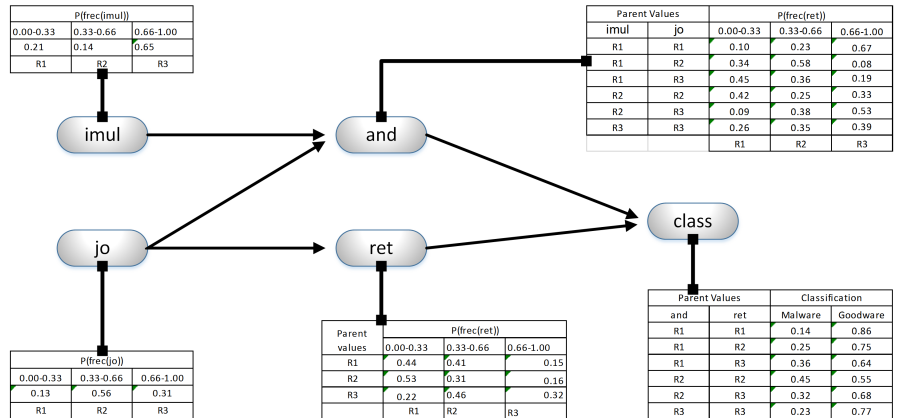 P(frec(imul))
0.00-0.33 0.33-0.66 0.66-1.00
0.21 0.14 0.65
R1 R2 R3
Parent Values P(frec(ret))
imul jo 0.00-0.33 0.33-0.66 0.66-1.00
R1 R1 0.10 0.23 0.67
R1 R2 0.34 0.58 0.08
R1 R3 0.45 0.36 0.19
R2 R2 0.42 0.25 0.33
R2 R3 0.09 0.38 0.53
R3 R3 0.26 0.35 0.39
R1 R2 R3
imul
and
jo
ret
class
P(frec(jo))
0.00-0.33 0.33-0.66 0.66-1.00
0.13 0.56 0.31
R1 R2 R3
Parent values P(frec(ret))
0.00-0.33 0.33-0.66 0.66-1.00
R1 0.44 0.41 0.15
R2 0.53 0.31 0.16
R3 0.22 0.46 0.32
R1 R2 R3
Parent Values Classification
and ret Malware Goodware
R1 R1 0.14 0.86
R1 R2 0.25 0.75
R1 R3 0.36 0.64
R2 R2 0.45 0.55
R2 R3 0.32 0.68
R3 R3 0.23 0.77